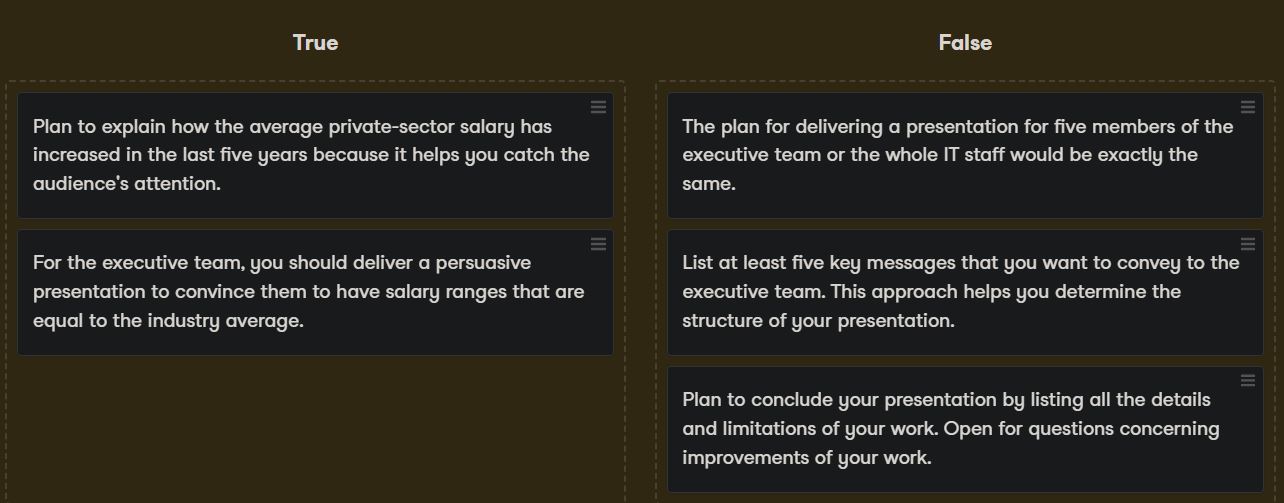 True
Plan to explain how the average private-sector salary has
increased in the last five years because it helps you catch the
audience's attention.
For the executive team, you should deliver a persuasive
presentation to convince them to have salary ranges that are
equal to the industry average.
False
The plan for delivering a presentation for five members of the
executive team or the whole IT staff would be exactly the
same.
List at least five key messages that you want to convey to the
executive team. This approach helps you determine the
structure of your presentation.
Plan to conclude your presentation by listing all the details
and limitations of your work. Open for questions concerning
improvements of your work.